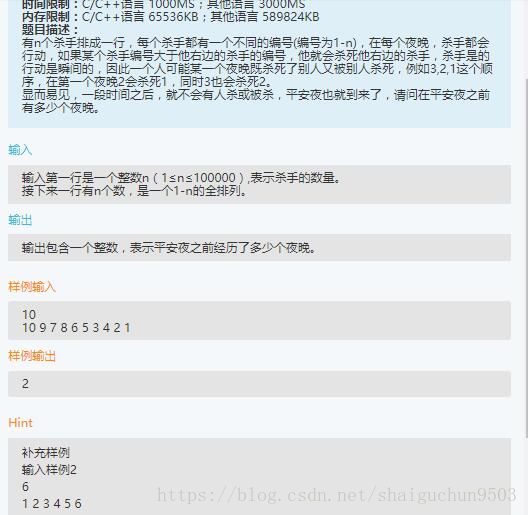 时间限制：C/C++语言 1000MS；其他语言 3000MS
内存限制：C/C++语言 65536KB；其他语言 589824KB
题目描述：
有n个杀手排成一行，每个杀手都有一个不同的编号(编号为1-n)，在每个夜晚，杀手都会
行动，如果某个杀手编号大于他右边的杀手的编号，他就会杀死他右边的杀手，杀手是的
行动是瞬间的，因此一个人可能某一个夜晚既杀死了别人又被别人杀死，例如3,2,1这个顺
序，在第一个夜晚2会杀死1，同时3也会杀死2。
显而易见，一段时间之后，就不会有人杀或被杀，平安夜也就到来了，请问在平安夜之前
有多少个夜晚。
输入
输入第一行是一个整数n（1≤n≤100000）,表示杀手的数量。
接下来一行有n个数，是一个1-n的全排列。
输出
输出包含一个整数，表示平安夜之前经历了多少个夜晚。
样例输入
10
10 9 7 8 6 5 3 4 2 1
样例输出
2
Hint
补充样例
输入样例2
6
1 2 3 4 5 6
https://blog.csdn.net/shaiguchun9503